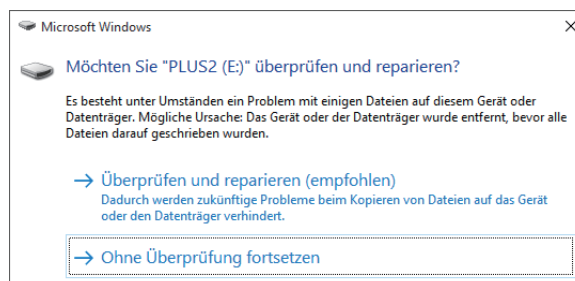 Microsoft Windows
Möchten Sie "PLUS2 (E:)" überprüfen und reparieren?
Es besteht unter Umständen ein Problem mit einigen Dateien auf diesem Gerät oder
Datenträger. Mögliche Ursache: Das Gerät oder der Datenträger wurde entfernt, bevor alle
Dateien darauf geschrieben wurden.
Überprüfen und reparieren (empfohlen)
Dadurch werden zukünftige Probleme beim Kopieren von Dateien auf das Gerät
oder den Datenträger verhindert.
Ohne Überprüfung fortsetzen